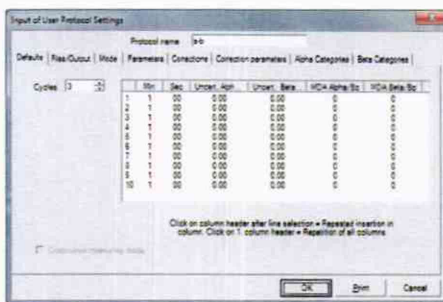 Input of User Protocol Settings
Protocol name a-b
Defaults Files/Output Mode Parameters Corrections Correction parameters Alpha Categories Beta Categories
Cycles 3
Min Sec Uncert. Alph... Uncert. Beta... MDA Alpha/Bq MDA Beta/Bq
1 1 00 0.00 0.00 0 0
2 1 00 0.00 0.00 0 0
3 1 00 0.00 0.00 0 0
4 1 00 0.00 0.00 0 0
5 1 00 0.00 0.00 0 0
6 1 00 0.00 0.00 0 0
7 1 00 0.00 0.00 0 0
8 1 00 0.00 0.00 0 0
9 1 00 0.00 0.00 0 0
10 1 00 0.00 0.00 0 0
Click on column header after line selection = Repeated insertion in
column. Click on 1. column header = Repetition of all columns
Continuous measuring mode
OK Print Cancel